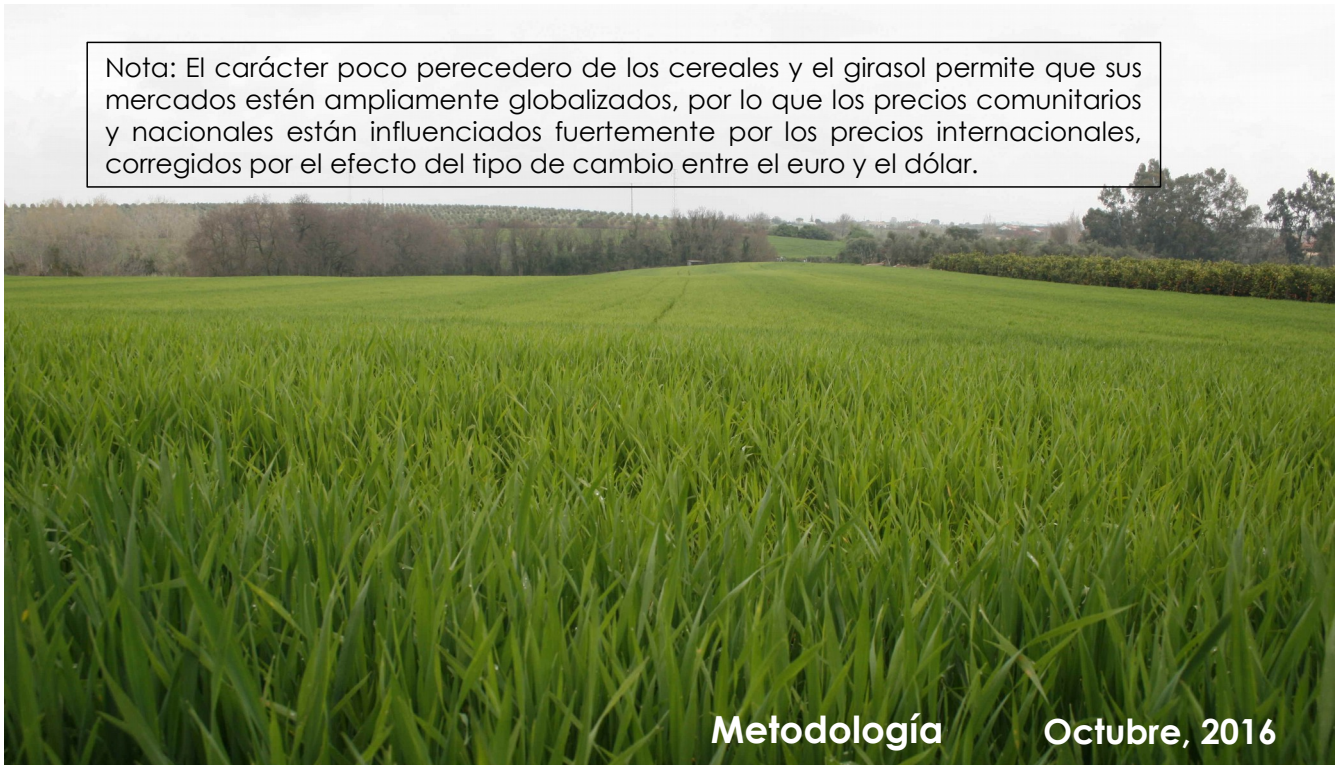 Nota: El carácter poco perecedero de los cereales y el girasol permite que sus
mercados estén ampliamente globalizados, por lo que los precios comunitarios
y nacionales están influenciados fuertemente por los precios internacionales,
corregidos por el efecto del tipo de cambio entre el euro y el dólar.
Metodología Octubre, 2016